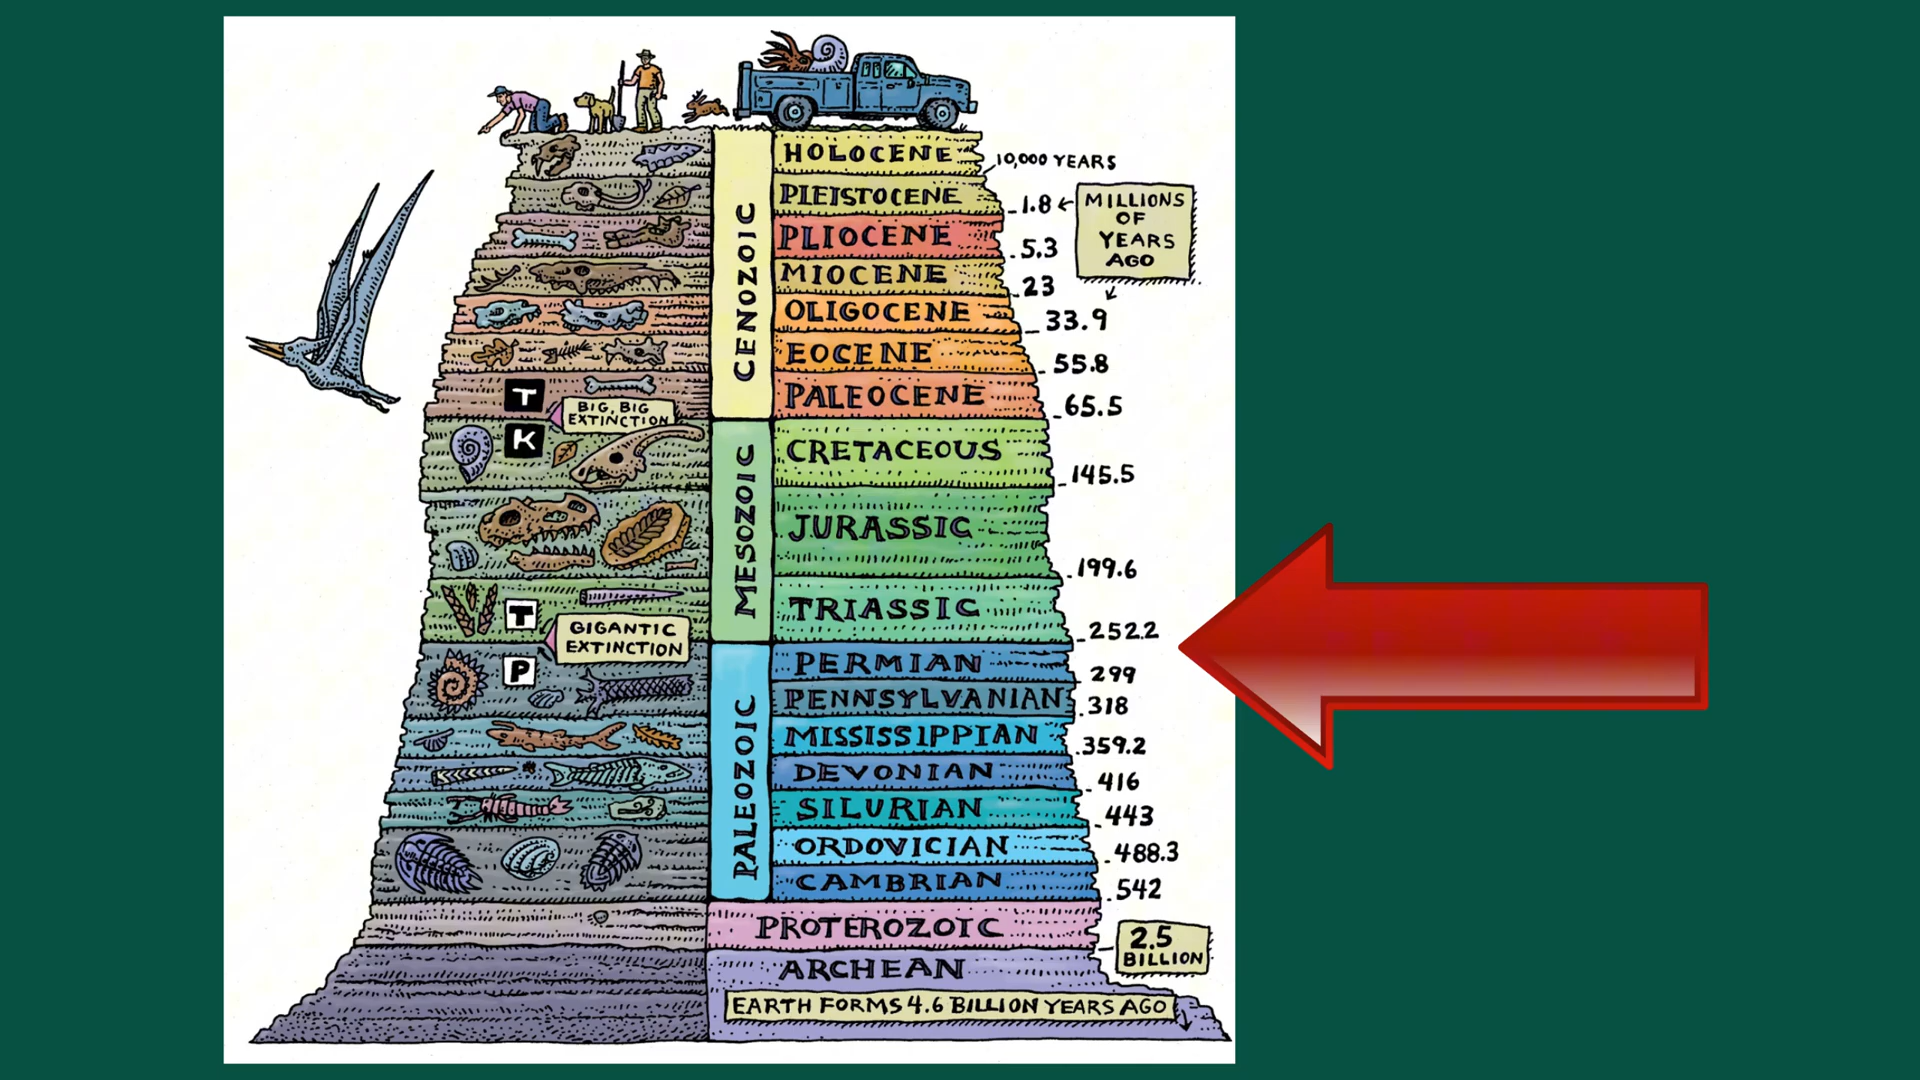 HOLOCENE
10,000 YEARS
PLEISTOCENE
1.8
MILLIONS
OF
YEARS
AGO
PLIOCENE
5.3
MIOCENE
23
OLIGOCENE
33.9
EOCENE
55.8
PALEOCENE
65.5
CENOZOIC
T
BIG, BIG
EXTINCTION
K
CRETACEOUS
145.5
JURASSIC
199.6
TRIASSIC
252.2
MESOZOIC
T
GIGANTIC
EXTINCTION
P
PERMIAN
299
PENNSYLVANIAN
318
MISSISSIPPIAN
359.2
DEVONIAN
416
SILURIAN
443
ORDOVICIAN
488.3
CAMBRIAN
542
PALEOZOIC
PROTEROZOIC
2.5
BILLION
ARCHEAN
EARTH FORMS 4.6 BILLION YEARS AGO